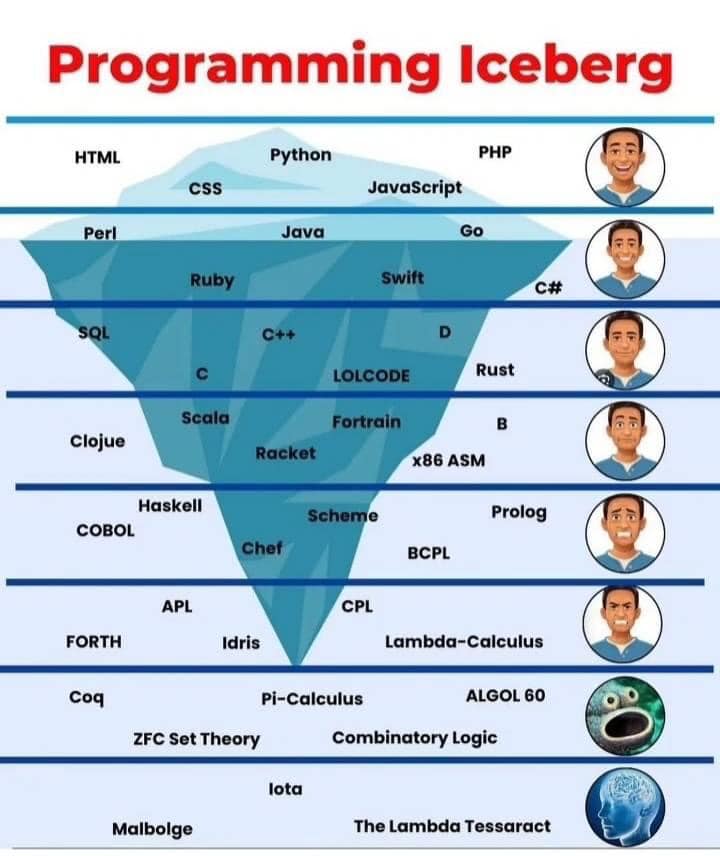 Programming Iceberg
HTML
Python
PHP
CSS
JavaScript
Perl
Java
Go
Ruby
Swift
C#
SQL
C++
D
C
LOLCODE
Rust
Scala
Fortrain
B
Clojue
Racket
x86 ASM
Haskell
Scheme
Prolog
COBOL
Chef
BCPL
APL
CPL
FORTH
Idris
Lambda-Calculus
Coq
Pi-Calculus
ALGOL 60
ZFC Set Theory
Combinatory Logic
Iota
Malbolge
The Lambda Tessaract